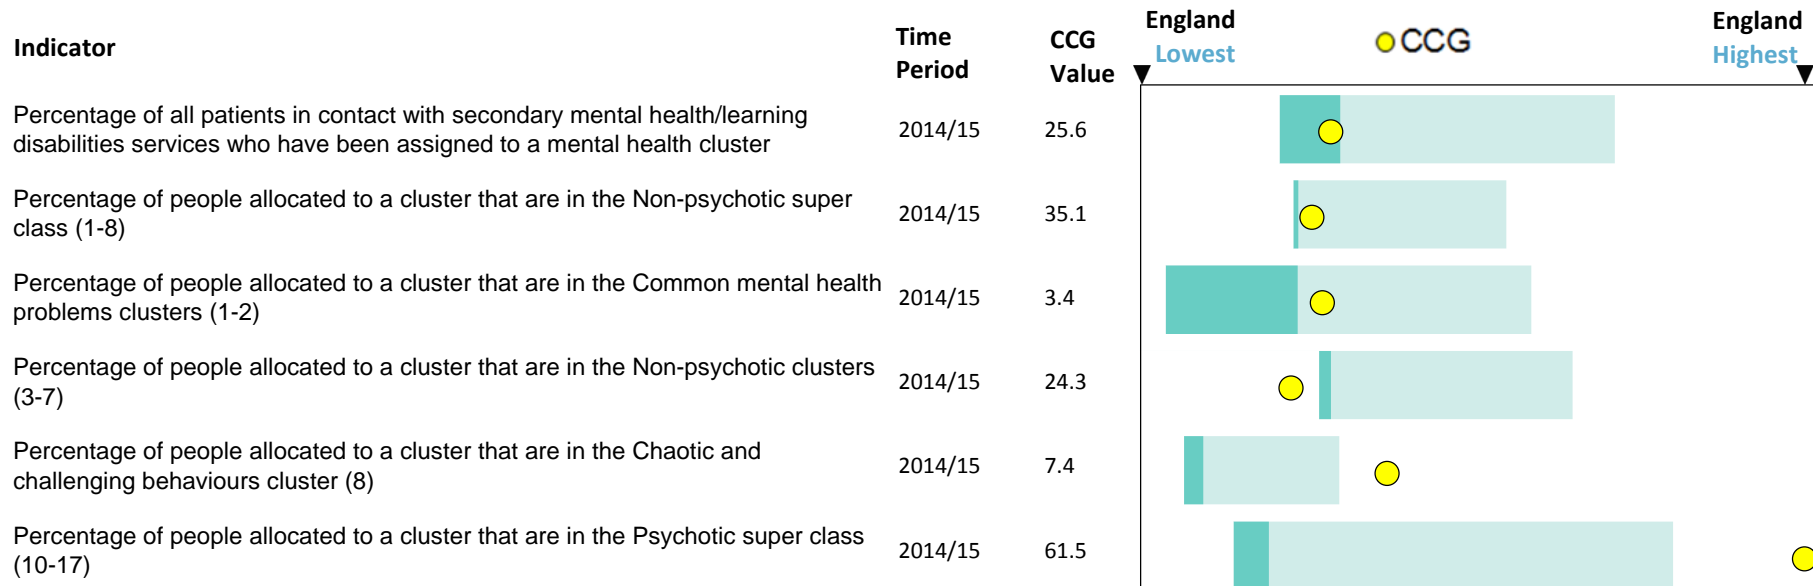 Indicator
Time
Period
CCG
Value
England
Lowest
CCG
England
Highest
Percentage of all patients in contact with secondary mental health/learning
disabilities services who have been assigned to a mental health cluster
2014/15
25.6
Percentage of people allocated to a cluster that are in the Non-psychotic super
class (1-8)
2014/15
35.1
Percentage of people allocated to a cluster that are in the Common mental health
problems clusters (1-2)
2014/15
3.4
Percentage of people allocated to a cluster that are in the Non-psychotic clusters
(3-7)
2014/15
24.3
Percentage of people allocated to a cluster that are in the Chaotic and
challenging behaviours cluster (8)
2014/15
7.4
Percentage of people allocated to a cluster that are in the Psychotic super class
(10-17)
2014/15
61.5